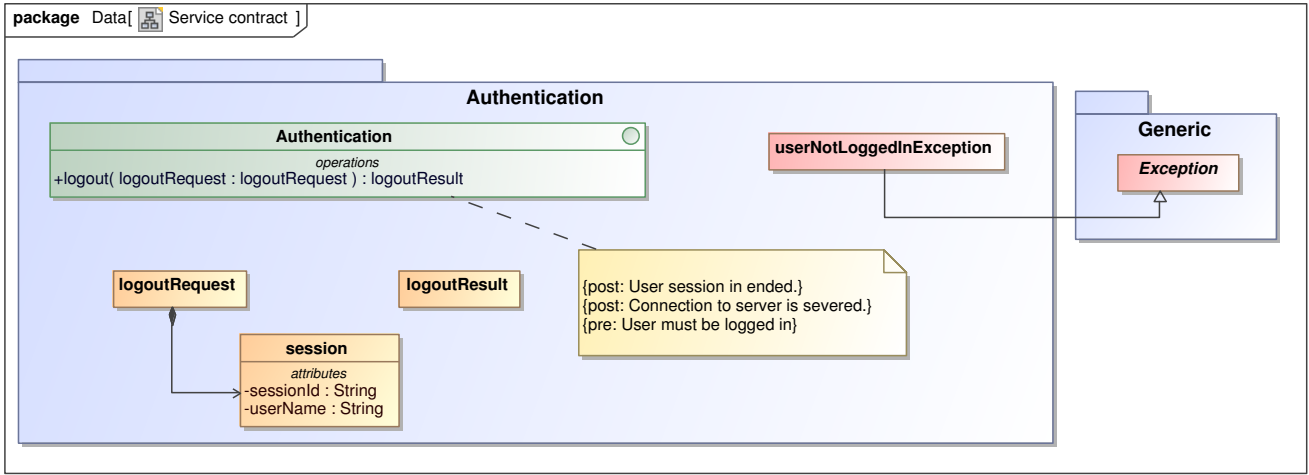 package Data[ Service contract ]
Authentication
Authentication
operations
+logout( logoutRequest : logoutRequest ) : logoutResult
userNotLoggedInException
Generic
Exception
logoutRequest
logoutResult
{post: User session in ended.}
{post: Connection to server is severed.}
{pre: User must be logged in}
session
attributes
-sessionId : String
-userName : String